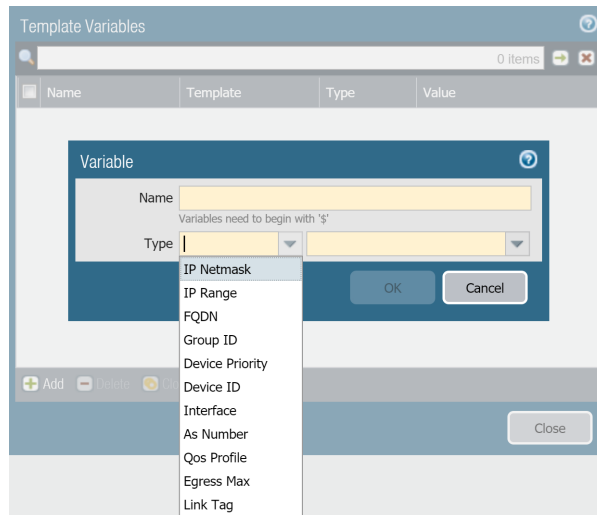 Template Variables
0 items
Name Template Type Value
Variable
Name
Variables need to begin with '$'
Type
IP Netmask
IP Range
FQDN
Group ID
Device Priority
Device ID
Interface
As Number
Qos Profile
Egress Max
Link Tag
OK Cancel
Add Delete
Close